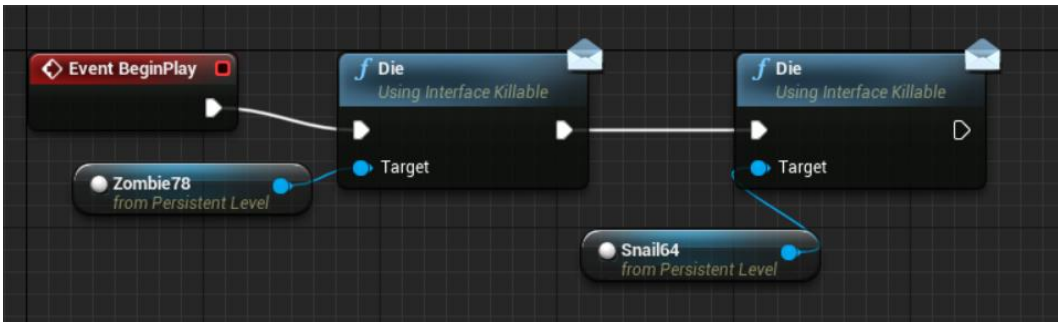 Event BeginPlay
f Die
Using Interface Killable
Target
Zombie78
from Persistent Level
f Die
Using Interface Killable
Target
Snail64
from Persistent Level